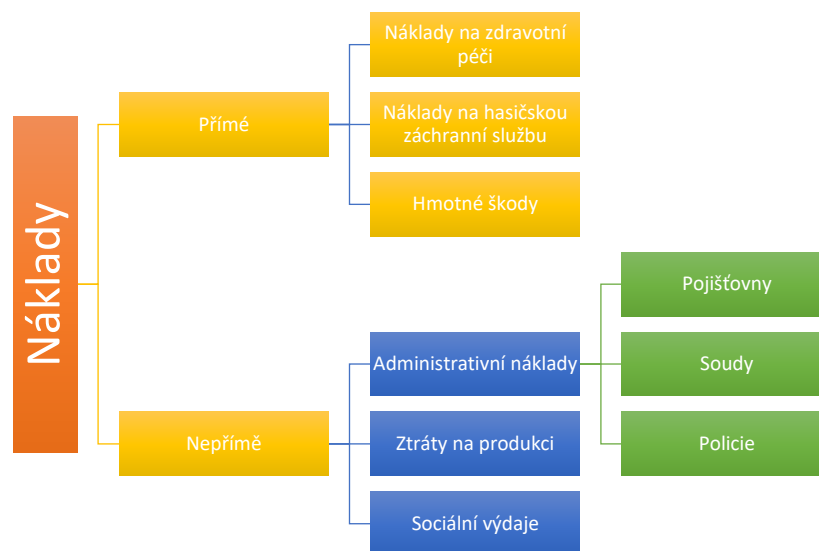 Náklady
Přímé
Náklady na zdravotní
péči
Náklady na hasičskou
záchranní službu
Hmotné škody
Nepřímě
Administrativní náklady
Pojišťovny
Soudy
Policie
Ztráty na produkci
Sociální výdaje